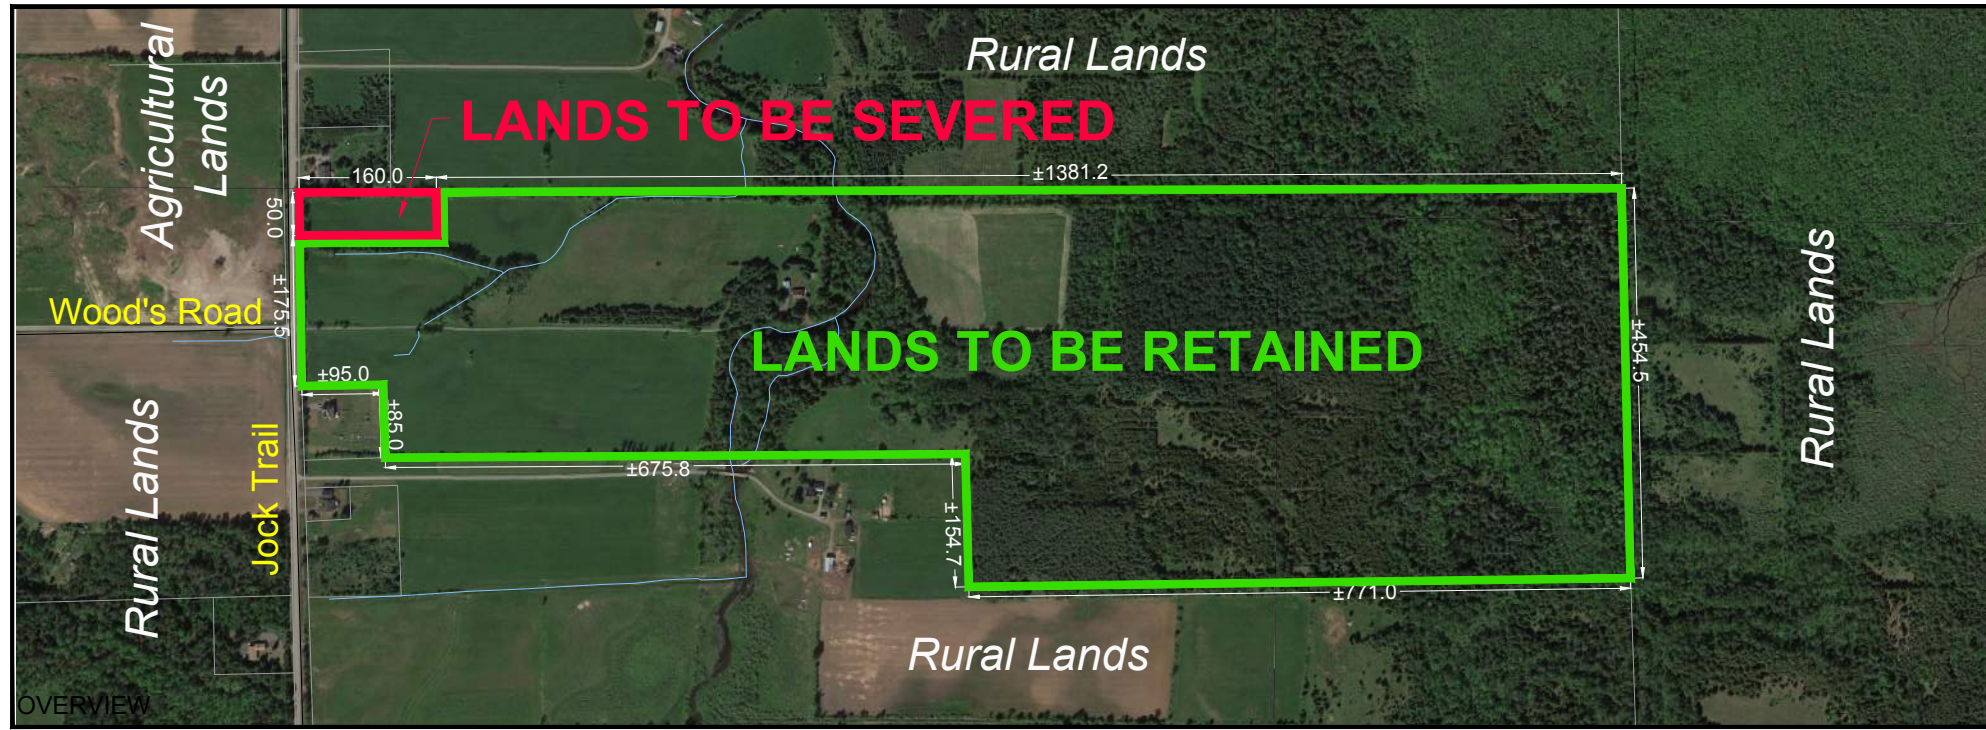 Agricultural
Lands
Rural Lands
LANDS TO BE SEVERED
160.0
±1381.2
50.0
±175.5
Wood's Road
LANDS TO BE RETAINED
±454.5
Rural Lands
±95.0
±85.0
Rural Lands
Jock Trail
±675.8
±154.7
±771.0
Rural Lands
OVERVIEW